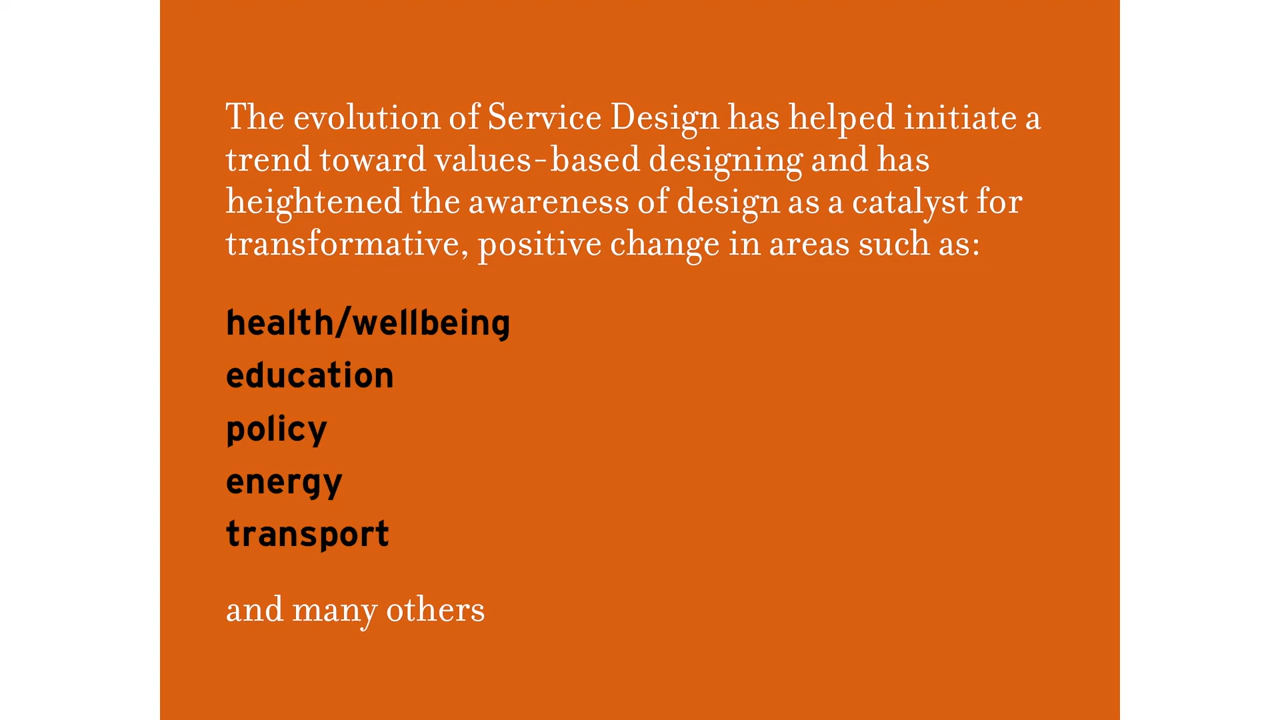 The evolution of Service Design has helped initiate a
trend toward values-based designing and has
heightened the awareness of design as a catalyst for
transformative, positive change in areas such as:
health/wellbeing
education
policy
energy
transport
and many others